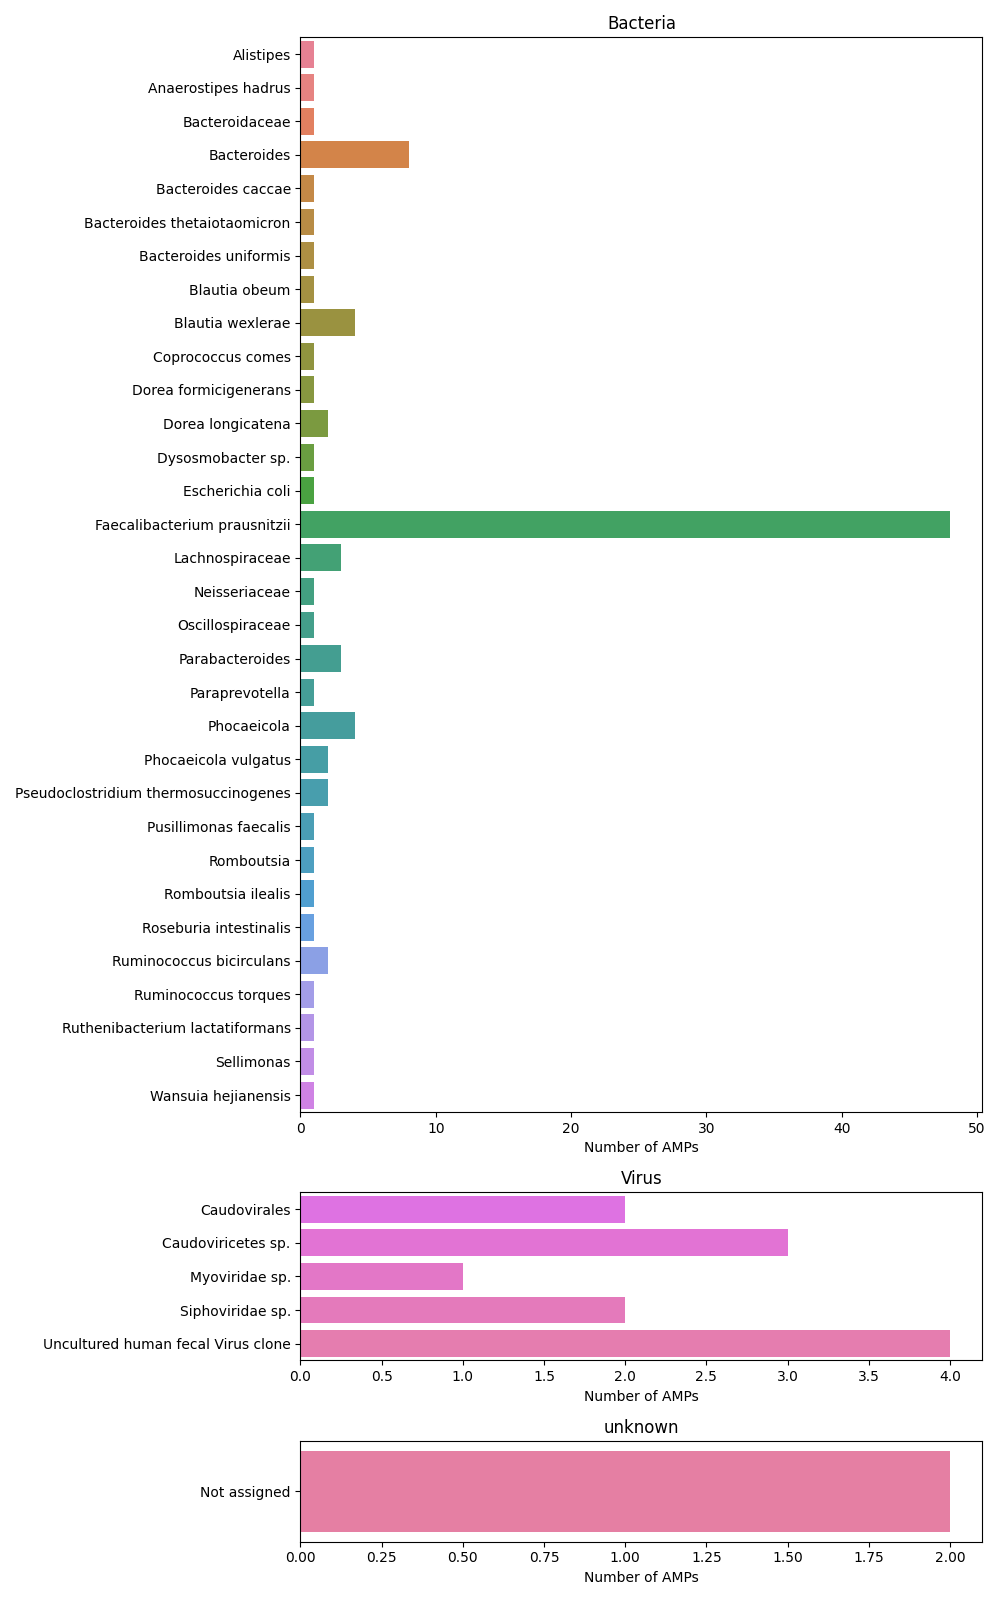 Bacteria
Alistipes
Anaerostipes hadrus
Bacteroidaceae
Bacteroides
Bacteroides caccae
Bacteroides thetaiotaomicron
Bacteroides uniformis
Blautia obeum
Blautia wexlerae
Coprococcus comes
Dorea formicigenerans
Dorea longicatena
Dysosmobacter sp.
Escherichia coli
Faecalibacterium prausnitzii
Lachnospiraceae
Neisseriaceae
Oscillospiraceae
Parabacteroides
Paraprevotella
Phocaeicola
Phocaeicola vulgatus
Pseudoclostridium thermosuccinogenes
Pusillimonas faecalis
Romboutsia
Romboutsia ilealis
Roseburia intestinalis
Ruminococcus bicirculans
Ruminococcus torques
Ruthenibacterium lactatiformans
Sellimonas
Wansuia hejianensis
0 10 20 30 40 50
Number of AMPs
Virus
Caudovirales
Caudoviricetes sp.
Myoviridae sp.
Siphoviridae sp.
Uncultured human fecal Virus clone
0.0 0.5 1.0 1.5 2.0 2.5 3.0 3.5 4.0
Number of AMPs
unknown
Not assigned
0.00 0.25 0.50 0.75 1.00 1.25 1.50 1.75 2.00
Number of AMPs